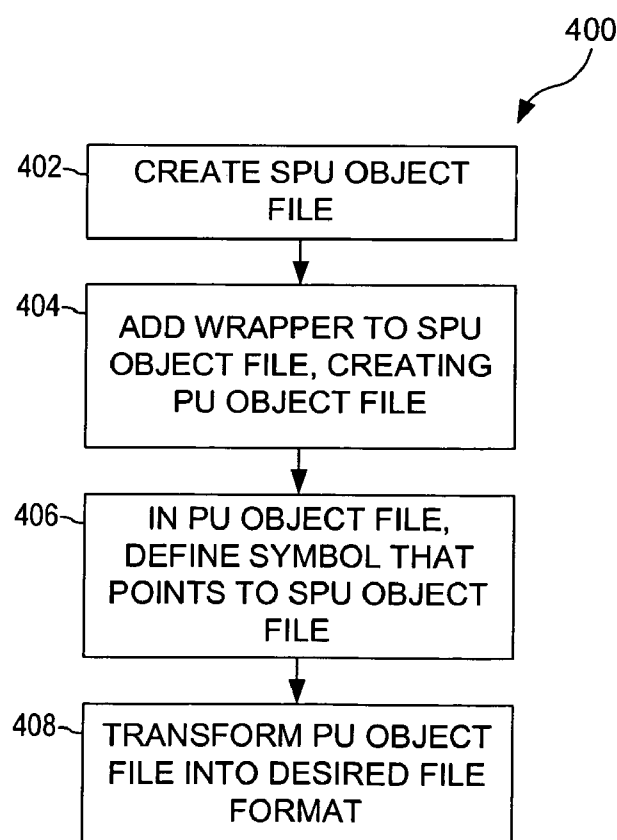 400
402
CREATE SPU OBJECT
FILE
404
ADD WRAPPER TO SPU
OBJECT FILE, CREATING
PU OBJECT FILE
406
IN PU OBJECT FILE,
DEFINE SYMBOL THAT
POINTS TO SPU OBJECT
FILE
408
TRANSFORM PU OBJECT
FILE INTO DESIRED FILE
FORMAT